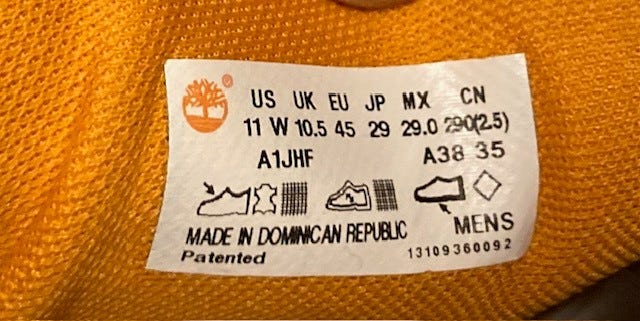 ®
US UK EU JP MX CN
11 W 10.5 45 29 29.0 290(2.5)
A1JHF A38 35
MADE IN DOMINICAN REPUBLIC MENS
Patented 13109360092